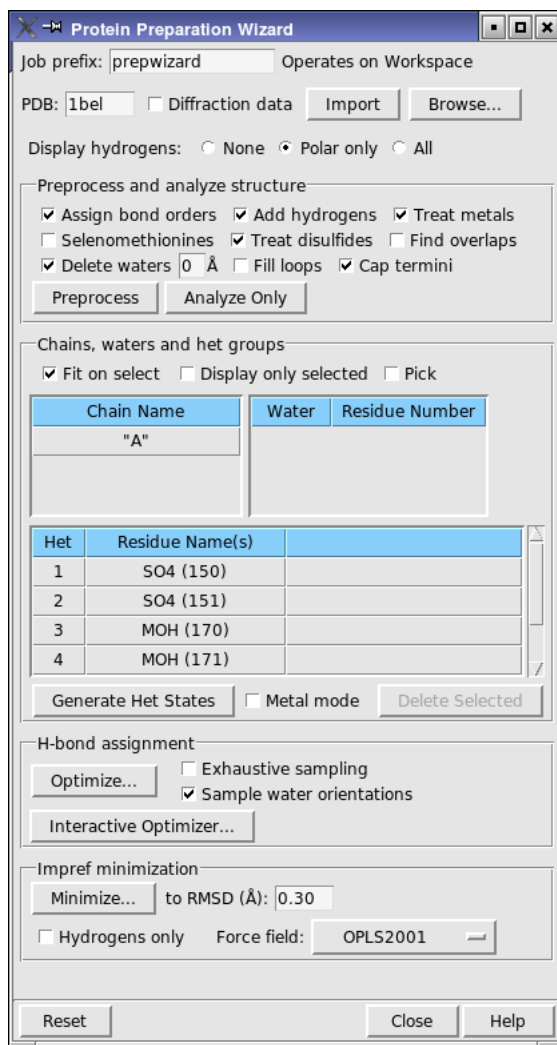 Protein Preparation Wizard
Job prefix: prepwizard Operates on Workspace
PDB: 1bel Diffraction data Import Browse...
Display hydrogens: None Polar only All
Preprocess and analyze structure
Assign bond orders Add hydrogens Treat metals
Selenomethionines Treat disulfides Find overlaps
Delete waters 0 Å Fill loops Cap termini
Preprocess Analyze Only
Chains, waters and het groups
Fit on select Display only selected Pick
Chain Name Water Residue Number
"A"
Het Residue Name(s)
1 SO4 (150)
2 SO4 (151)
3 MOH (170)
4 MOH (171)
Generate Het States Metal mode Delete Selected
H-bond assignment
Optimize... Exhaustive sampling
Sample water orientations
Interactive Optimizer...
Impref minimization
Minimize... to RMSD (Å): 0.30
Hydrogens only Force field: OPLS2001
Reset Close Help